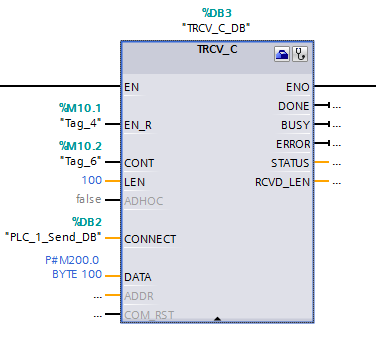 %DB3
"TRCV_C_DB"
TRCV_C
EN ENO
DONE ...
%M10.1
"Tag_4" EN_R BUSY ...
ERROR ...
%M10.2
"Tag_6" CONT STATUS ...
100 LEN RCVD_LEN ...
false ADHOC
%DB2
"PLC_1_Send_DB" CONNECT
P#M200.0
BYTE 100 DATA
... ADDR
... COM_RST